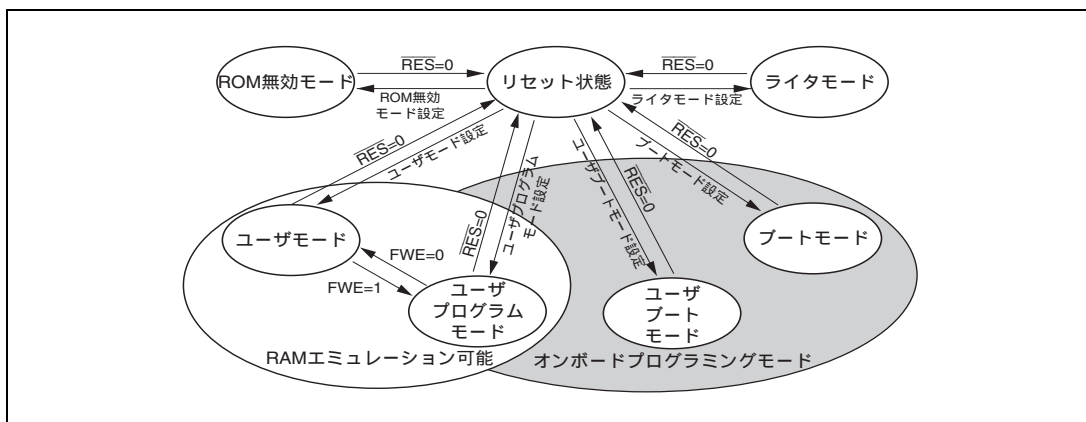 ROM無効モード
RES=0
ROM無効
モード設定
リセット状態
RES=0
ライタモード設定
ライタモード
RES=0
ユーザモード設定
RES=0
ユーザプログラム
モード設定
ユーザブートモード設定
RES=0
ブートモード設定
RES=0
ユーザモード
FWE=0
FWE=1
ユーザ
プログラム
モード
ユーザ
ブート
モード
ブートモード
RAMエミュレーション可能
オンボードプログラミングモード